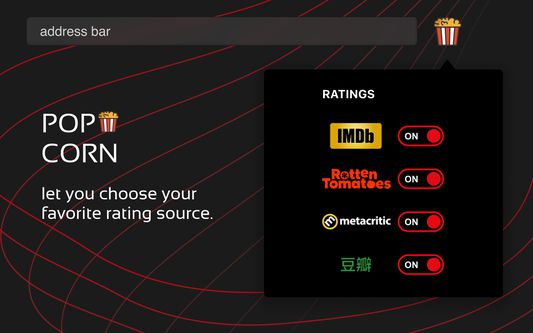 address bar
RATINGS
POP
CORN
let you choose your
favorite rating source.
IMDb
ON
Rotten
Tomatoes
ON
metacritic
ON
豆瓣
ON